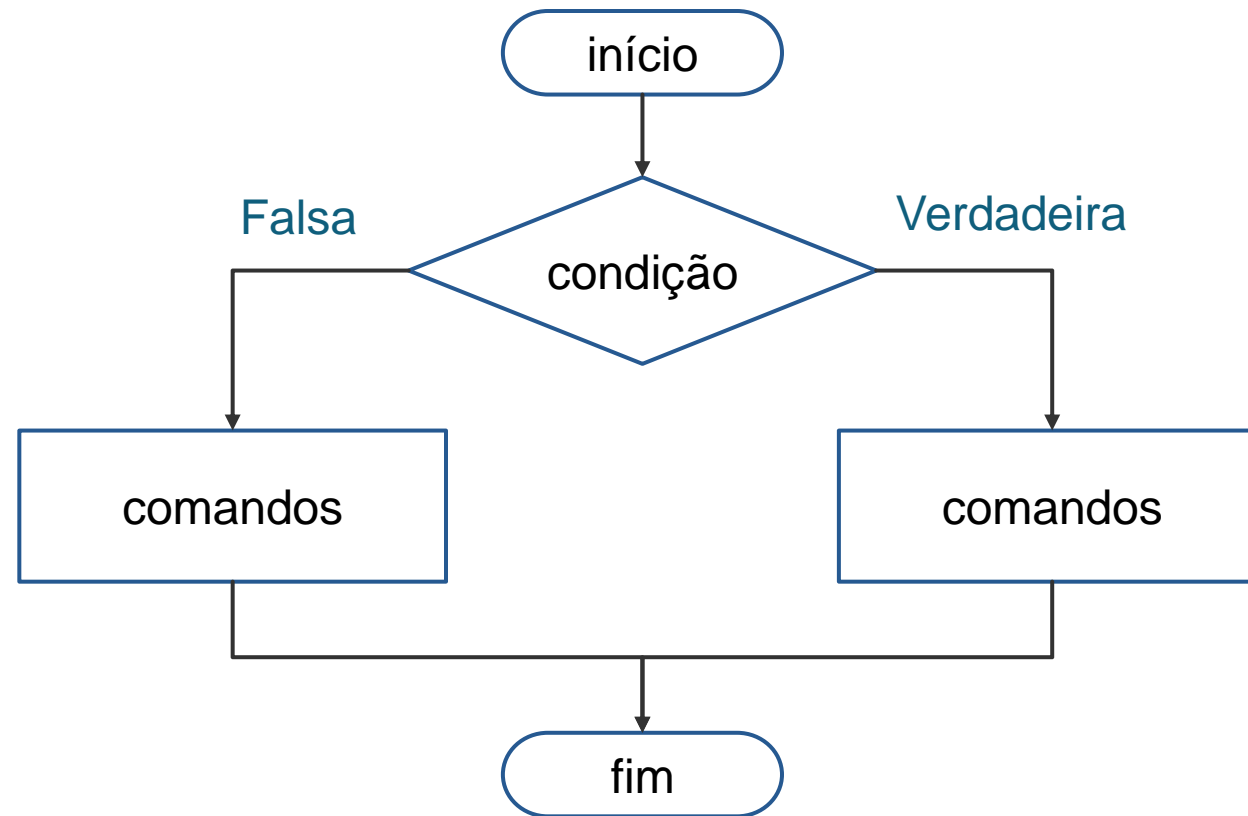 início
Falsa
Verdadeira
condição
comandos
comandos
fim